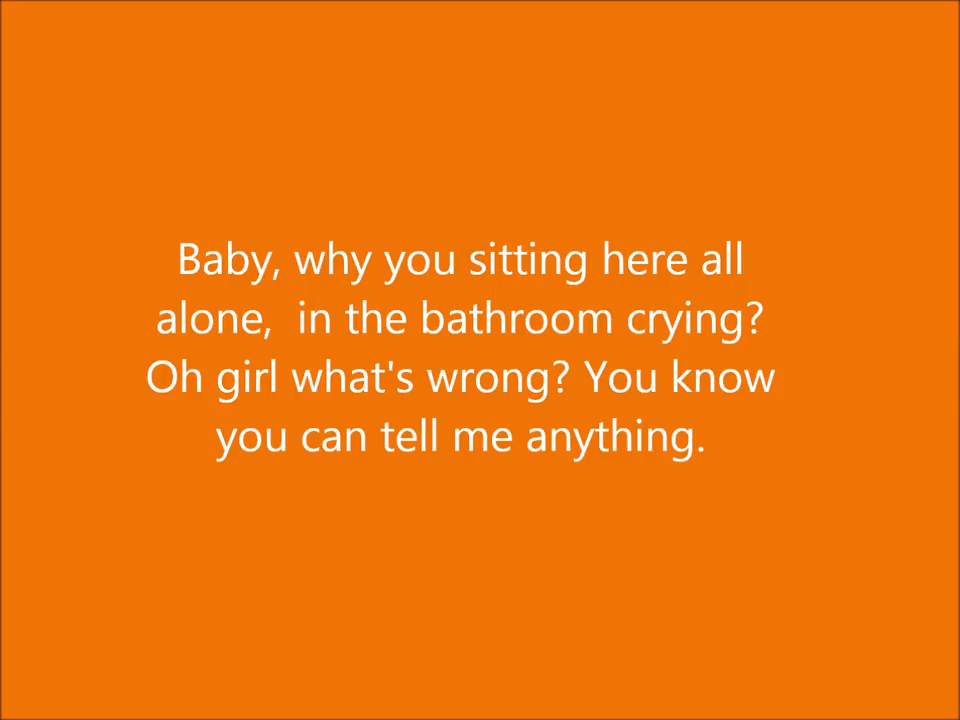 Baby, why you sitting here all
alone,  in the bathroom crying?
Oh girl what's wrong? You know
you can tell me anything.